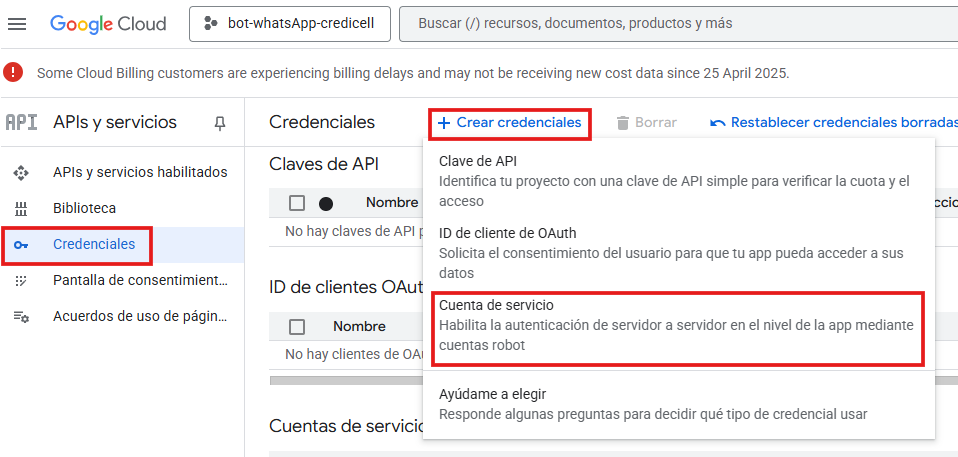 Google Cloud
bot-whatsApp-credicell
Buscar (/) recursos, documentos, productos y más
Some Cloud Billing customers are experiencing billing delays and may not be receiving new cost data since 25 April 2025.
API
APIs y servicios
Credenciales
+ Crear credenciales
Borrar
Restablecer credenciales borradas
APIs y servicios habilitados
Biblioteca
Credenciales
Pantalla de consentimiento...
Acuerdos de uso de págin...
Claves de API
Nombre
No hay claves de API
ID de clientes OAu
Nombre
No hay clientes de OAu
Cuentas de servicio
Clave de API
Identifica tu proyecto con una clave de API simple para verificar la cuota y el
acceso
ID de cliente de OAuth
Solicita el consentimiento del usuario para que tu app pueda acceder a sus
datos
Cuenta de servicio
Habilita la autenticación de servidor a servidor en el nivel de la app mediante
cuentas robot
Ayúdame a elegir
Responde algunas preguntas para decidir qué tipo de credencial usar